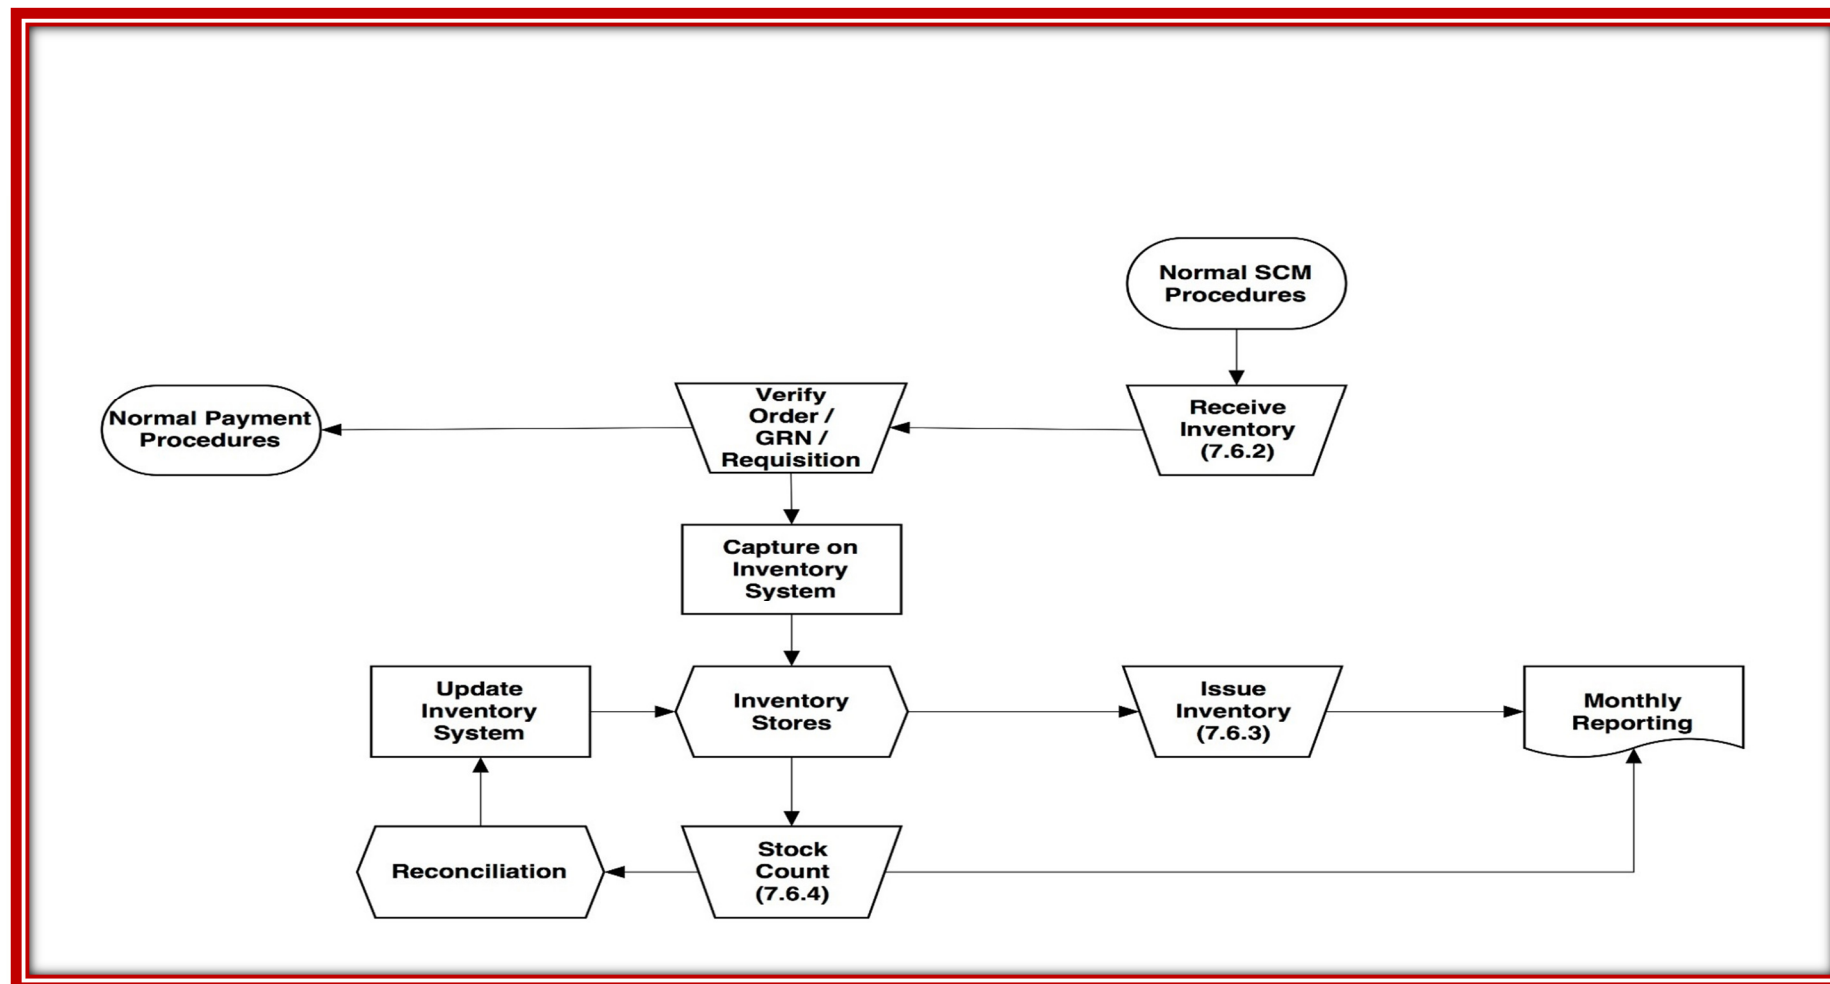 Normal SCM
Procedures
Normal Payment
Procedures
Verify
Order /
GRN /
Requisition
Receive
Inventory
(7.6.2)
Capture on
Inventory
System
Update
Inventory
System
Inventory
Stores
Issue
Inventory
(7.6.3)
Monthly
Reporting
Reconciliation
Stock
Count
(7.6.4)